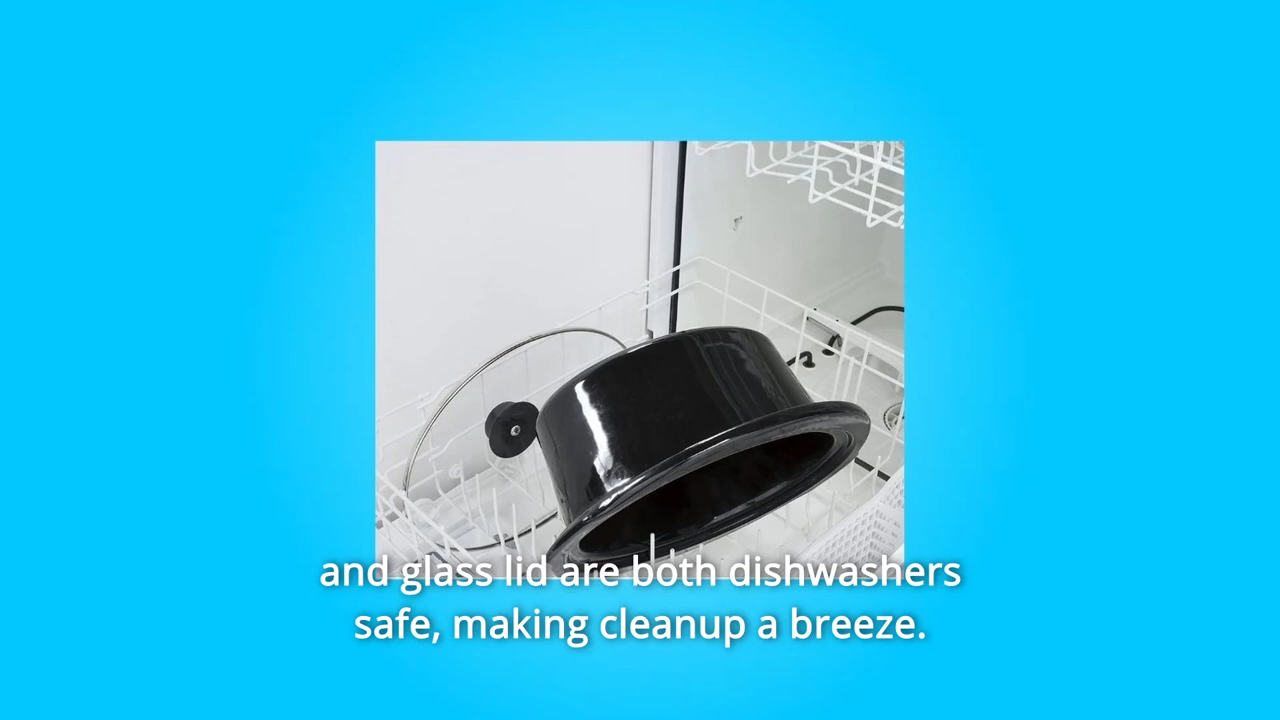 and glass lid are both dishwashers
safe, making cleanup a breeze.